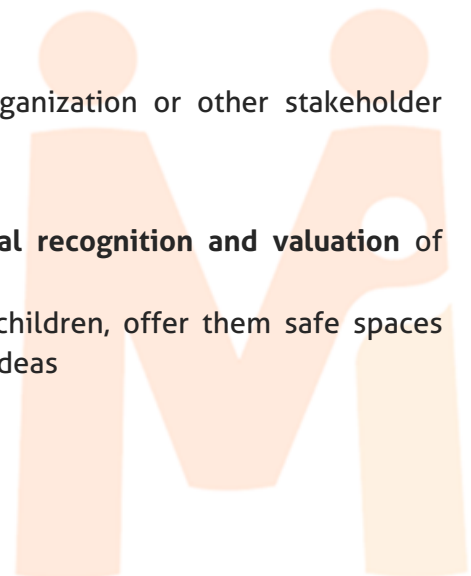 ganization or other stakeholder
al recognition and valuation of
children, offer them safe spaces
deas